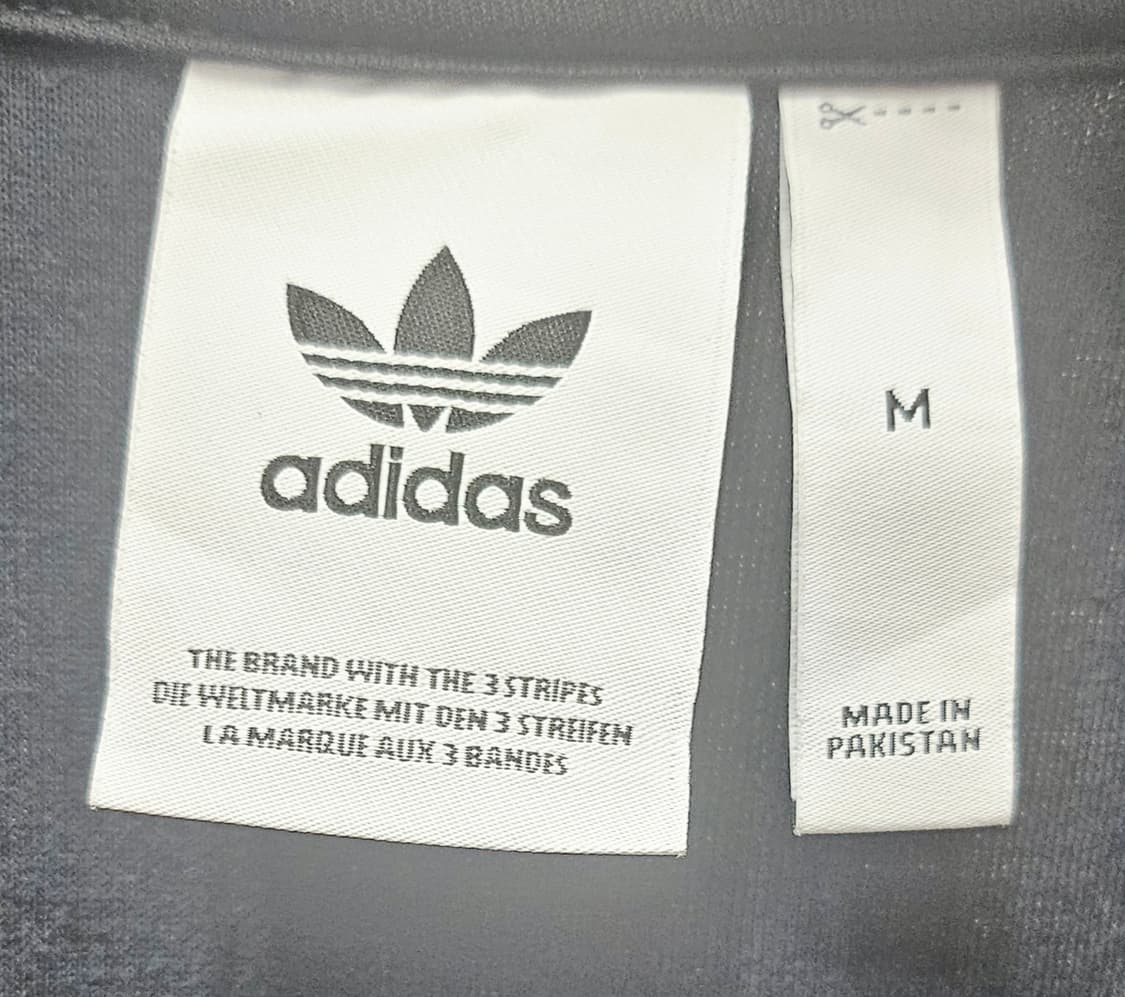 adidas
THE BRAND WITH THE 3 STRIPES
DIE WELTMARKE MIT DEN 3 STREIFEN
LA MARQUE AUX 3 BANDES
M
MADE IN
PAKISTAN